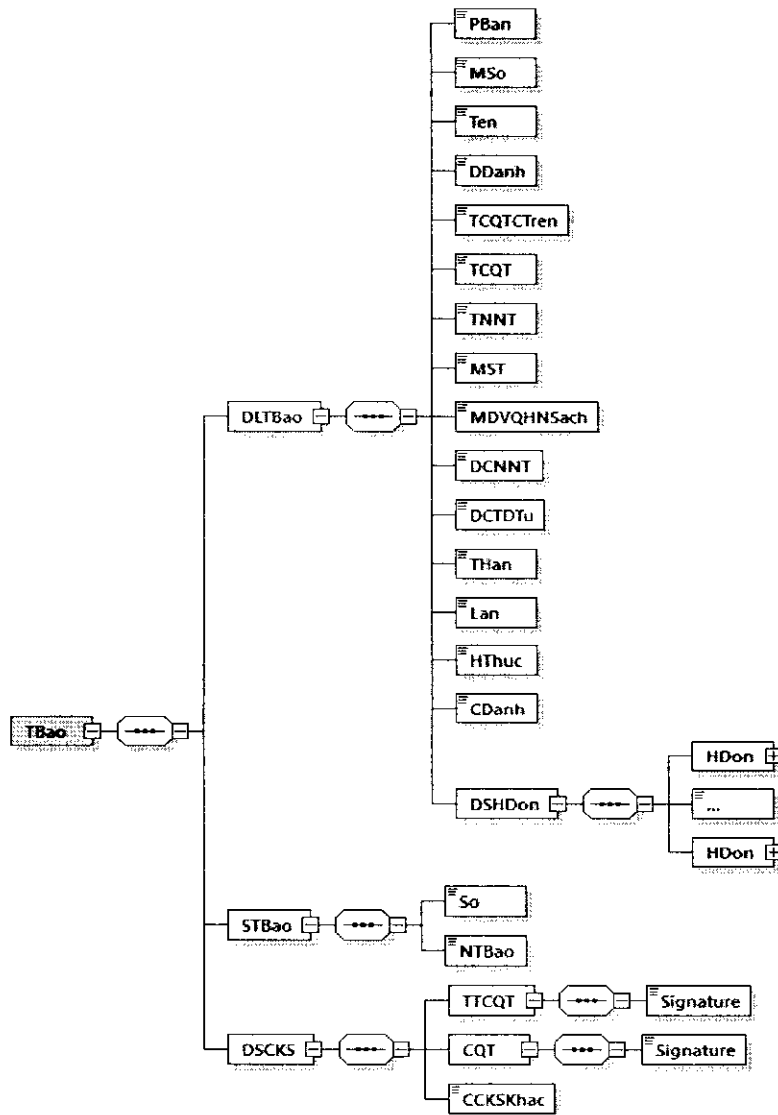 PBan
MSo
Ten
DDanh
TCQTCTren
TCQT
TNNT
MST
DLTBao
MDVQHNSach
DCNNT
DCTDTu
THan
Lan
HThuc
CDanh
TBao
HDon
DSHDon
...
HDon
So
STBao
NTBao
TTCQT
Signature
DSCKS
CQT
Signature
CCKSKhac